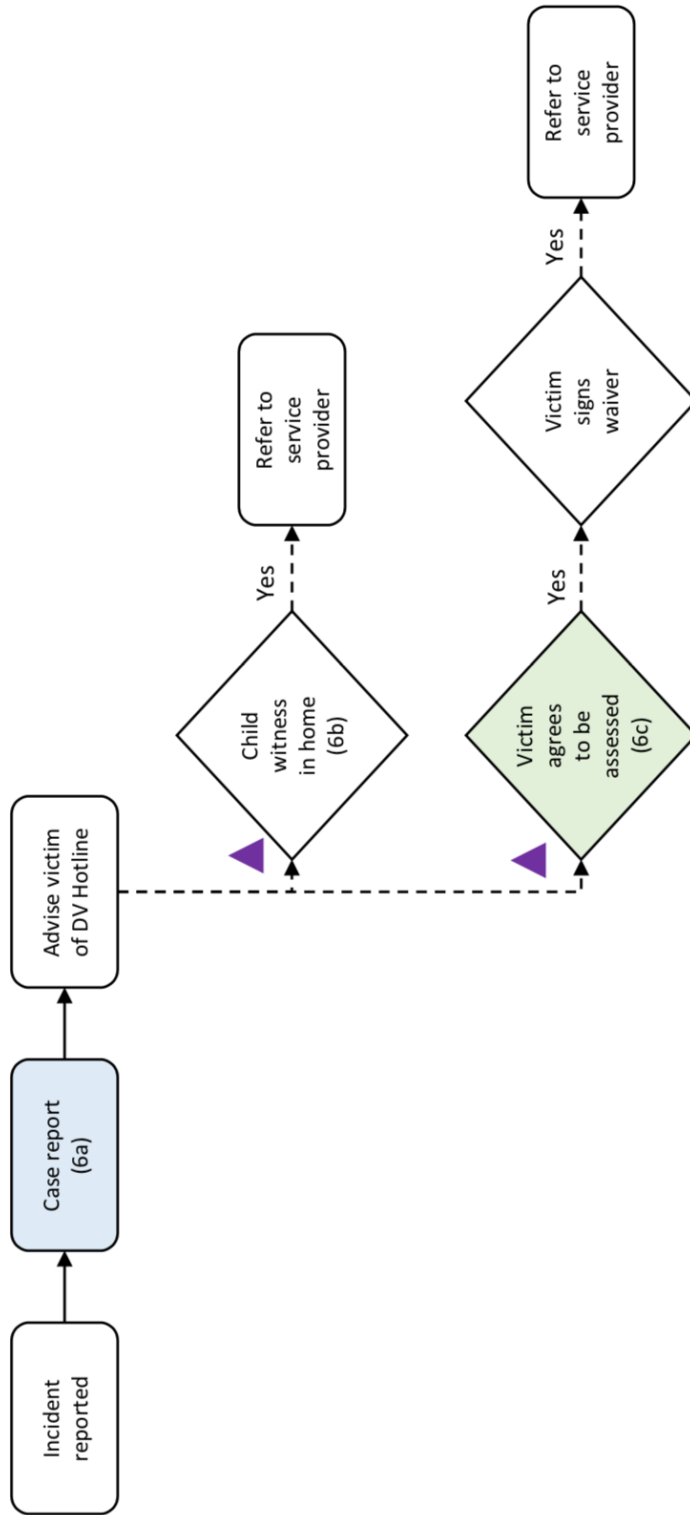 Incident
reported
Case report
(6a)
Advise victim
of DV Hotline
Child
witness
in home
(6b)
Yes
Refer to
service
provider
Victim
agrees
to be
assessed
(6c)
Yes
Victim
signs
waiver
Yes
Refer to
service
provider